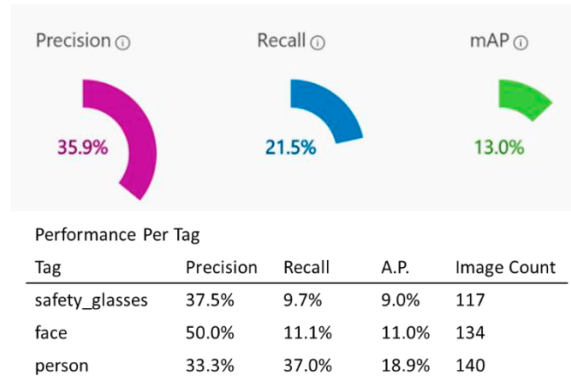 Precision ⓘ Recall ⓘ mAP ⓘ
35.9% 21.5% 13.0%
Performance Per Tag
Tag Precision Recall A.P. Image Count
safety_glasses 37.5% 9.7% 9.0% 117
face 50.0% 11.1% 11.0% 134
person 33.3% 37.0% 18.9% 140